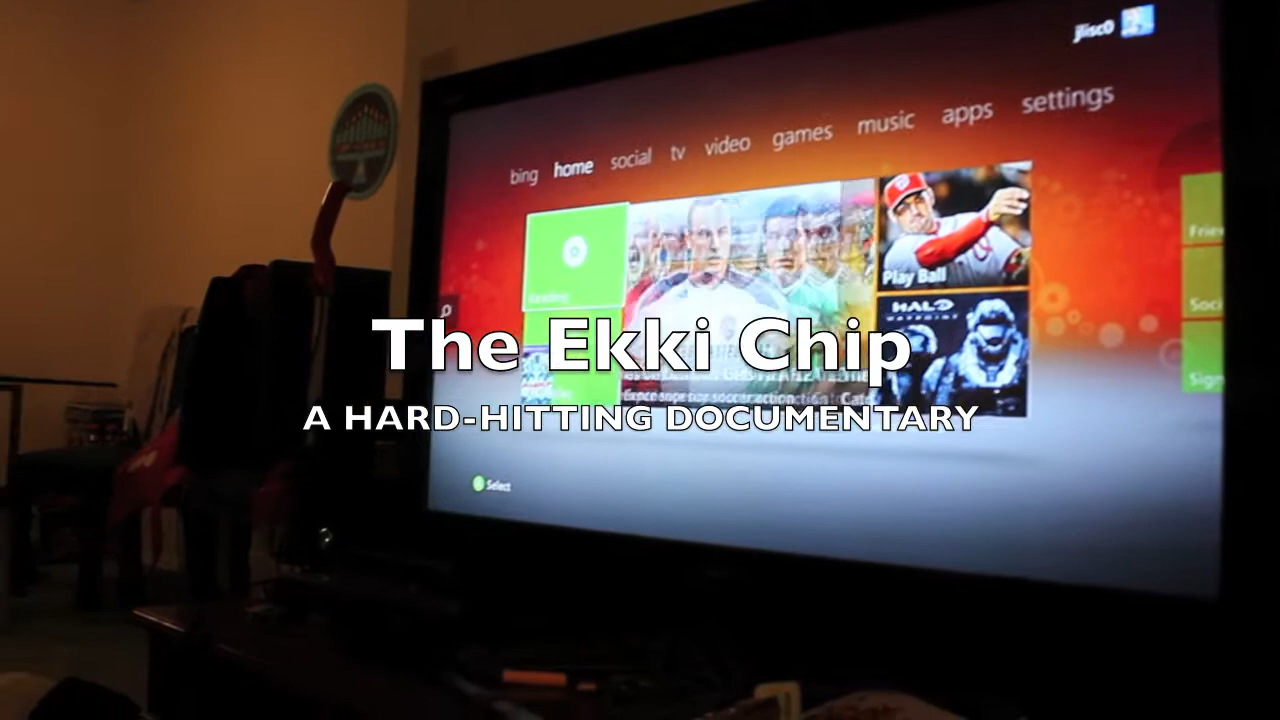 jlisc0
bing home social tv video games music apps settings
Play Ball
HALO
WAYPOINT
The Ekki Chip
A HARD-HITTING DOCUMENTARY
Select